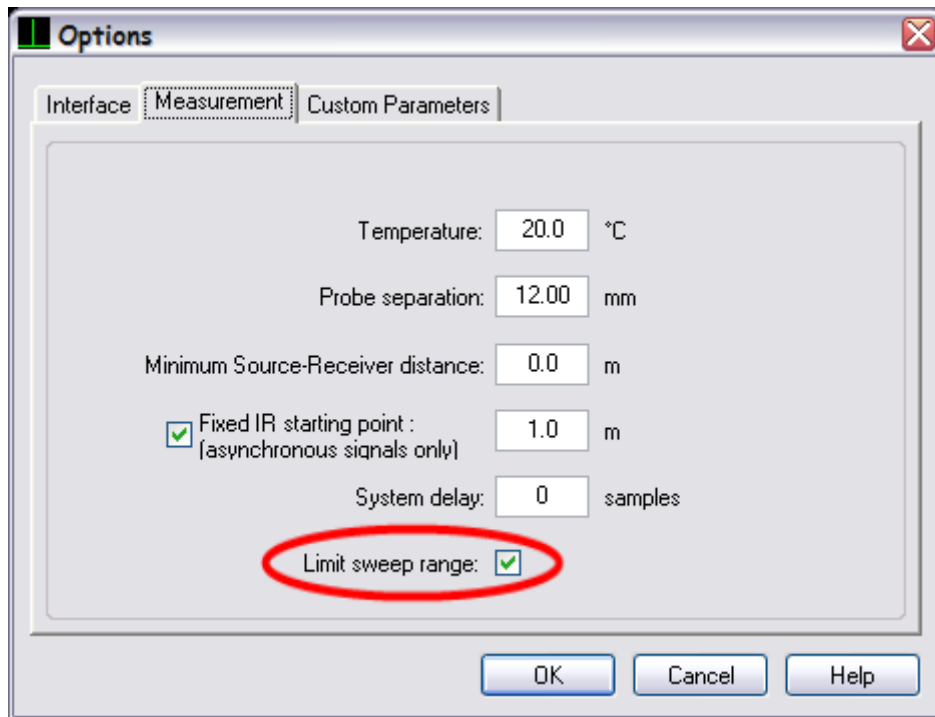 Options
Interface Measurement Custom Parameters
Temperature: 20.0 °C
Probe separation: 12.00 mm
Minimum Source-Receiver distance: 0.0 m
Fixed IR starting point : 1.0 m
(asynchronous signals only)
System delay: 0 samples
Limit sweep range:
OK Cancel Help